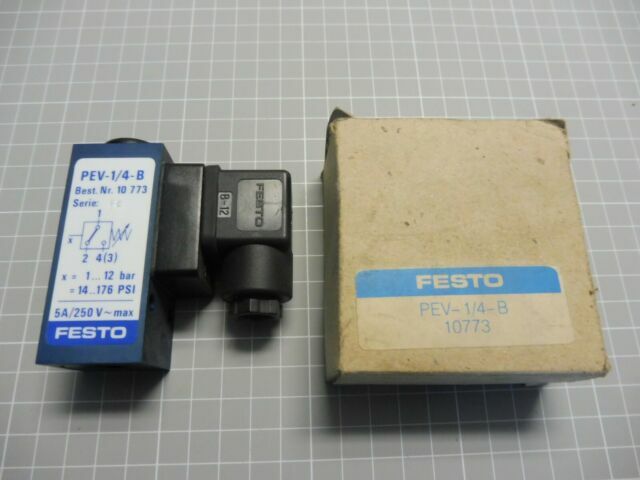 PEV-1/4-B
Best. Nr. 10 773
Serie:
1
x
2 4(3)
x = 1...12 bar
= 14..176 PSI
5A/250 V~max
FESTO
FESTO
B-12
FESTO
PEV-1/4-B
10773